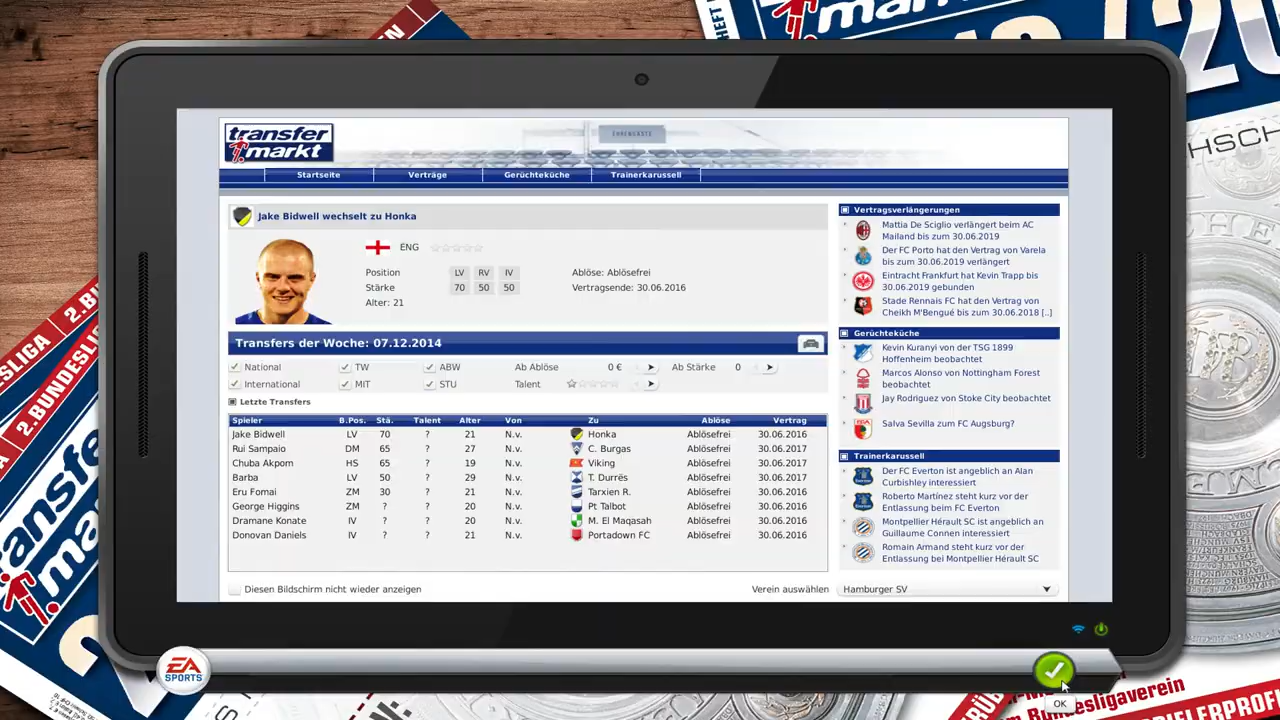 transfer
markt
EHRENGÄSTE
Startseite
Verträge
Gerüchteküche
Trainerkarussell
Jake Bidwell wechselt zu Honka
ENG
Position LV RV IV
Stärke 70 50 50
Alter: 21
Ablöse: Ablösefrei
Vertragsende: 30.06.2016
Transfers der Woche: 07.12.2014
National TW ABW Ab Ablöse 0 € Ab Stärke 0
International MIT STU Talent
Letzte Transfers
Spieler B.Pos. Stä. Talent Alter Von Zu Ablöse Vertrag
Jake Bidwell LV 70 ? 21 N.v. Honka Ablösefrei 30.06.2016
Rui Sampaio DM 65 ? 27 N.v. C. Burgas Ablösefrei 30.06.2017
Chuba Akpom HS 65 ? 19 N.v. Viking Ablösefrei 30.06.2017
Barba LV 50 ? 29 N.v. T. Durrës Ablösefrei 30.06.2017
Eru Fomai ZM 30 ? 21 N.v. Tarxien R. Ablösefrei 30.06.2016
George Higgins ZM ? ? 20 N.v. Pt Talbot Ablösefrei 30.06.2016
Dramane Konate IV ? ? 20 N.v. M. El Maqasah Ablösefrei 30.06.2016
Donovan Daniels IV ? ? 21 N.v. Portadown FC Ablösefrei 30.06.2016
Vertragsverlängerungen
Mattia De Sciglio verlängert beim AC
Mailand bis zum 30.06.2019
Der FC Porto hat den Vertrag von Varela
bis zum 30.06.2019 verlängert
Eintracht Frankfurt hat Kevin Trapp bis
30.06.2019 gebunden
Stade Rennais FC hat den Vertrag von
Cheikh M'Bengué bis zum 30.06.2018 [..]
Gerüchteküche
Kevin Kuranyi von der TSG 1899
Hoffenheim beobachtet
Marcos Alonso von Nottingham Forest
beobachtet
Jay Rodriguez von Stoke City beobachtet
Salva Sevilla zum FC Augsburg?
Trainerkarussell
Der FC Everton ist angeblich an Alan
Curbishley interessiert
Roberto Martínez steht kurz vor der
Entlassung beim FC Everton
Montpellier Hérault SC ist angeblich an
Guillaume Connen interessiert
Romain Armand steht kurz vor der
Entlassung bei Montpellier Hérault SC
Diesen Bildschirm nicht wieder anzeigen
Verein auswählen Hamburger SV
EA
SPORTS
OK
2.BUNDESLIGA
transfe
HSCH
Bundesligaverein